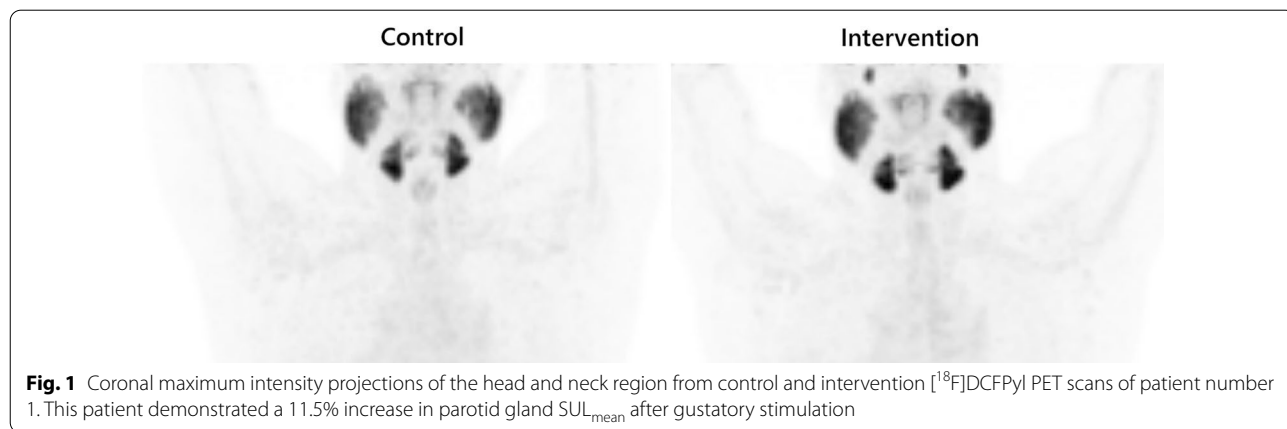 Control
Intervention
Fig. 1 Coronal maximum intensity projections of the head and neck region from control and intervention [18F]DCFPyl PET scans of patient number
1. This patient demonstrated a 11.5% increase in parotid gland SULmean after gustatory stimulation